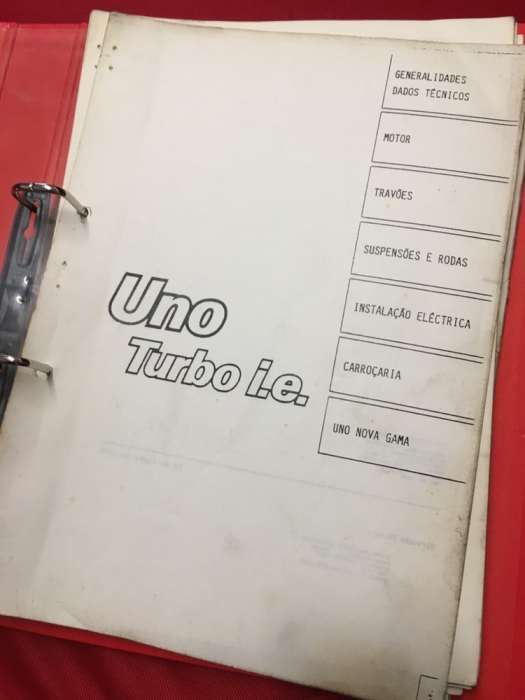 GENERALIDADES
DADOS TÉCNICOS
MOTOR
TRAVÕES
SUSPENSÕES E RODAS
INSTALAÇÃO ELÉCTRICA
CARROÇARIA
UNO NOVA GAMA
Uno
Turbo i.e.